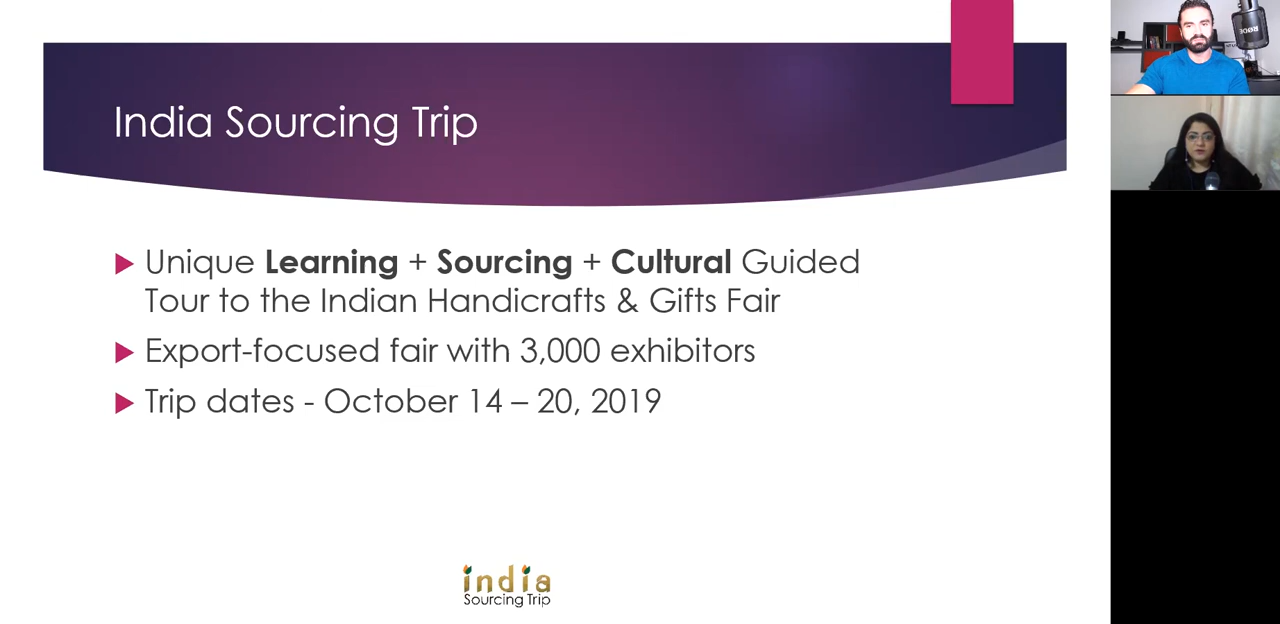 India Sourcing Trip
Unique Learning + Sourcing + Cultural Guided
Tour to the Indian Handicrafts & Gifts Fair
Export-focused fair with 3,000 exhibitors
Trip dates - October 14 – 20, 2019
india
Sourcing Trip
RØDE